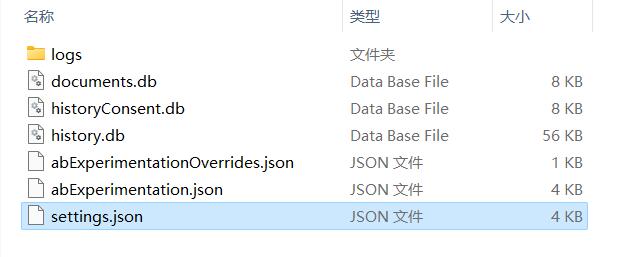 名称 类型 大小
logs 文件夹
documents.db Data Base File 8 KB
historyConsent.db Data Base File 8 KB
history.db Data Base File 56 KB
abExperimentationOverrides.json JSON 文件 1 KB
abExperimentation.json JSON 文件 4 KB
settings.json JSON 文件 4 KB